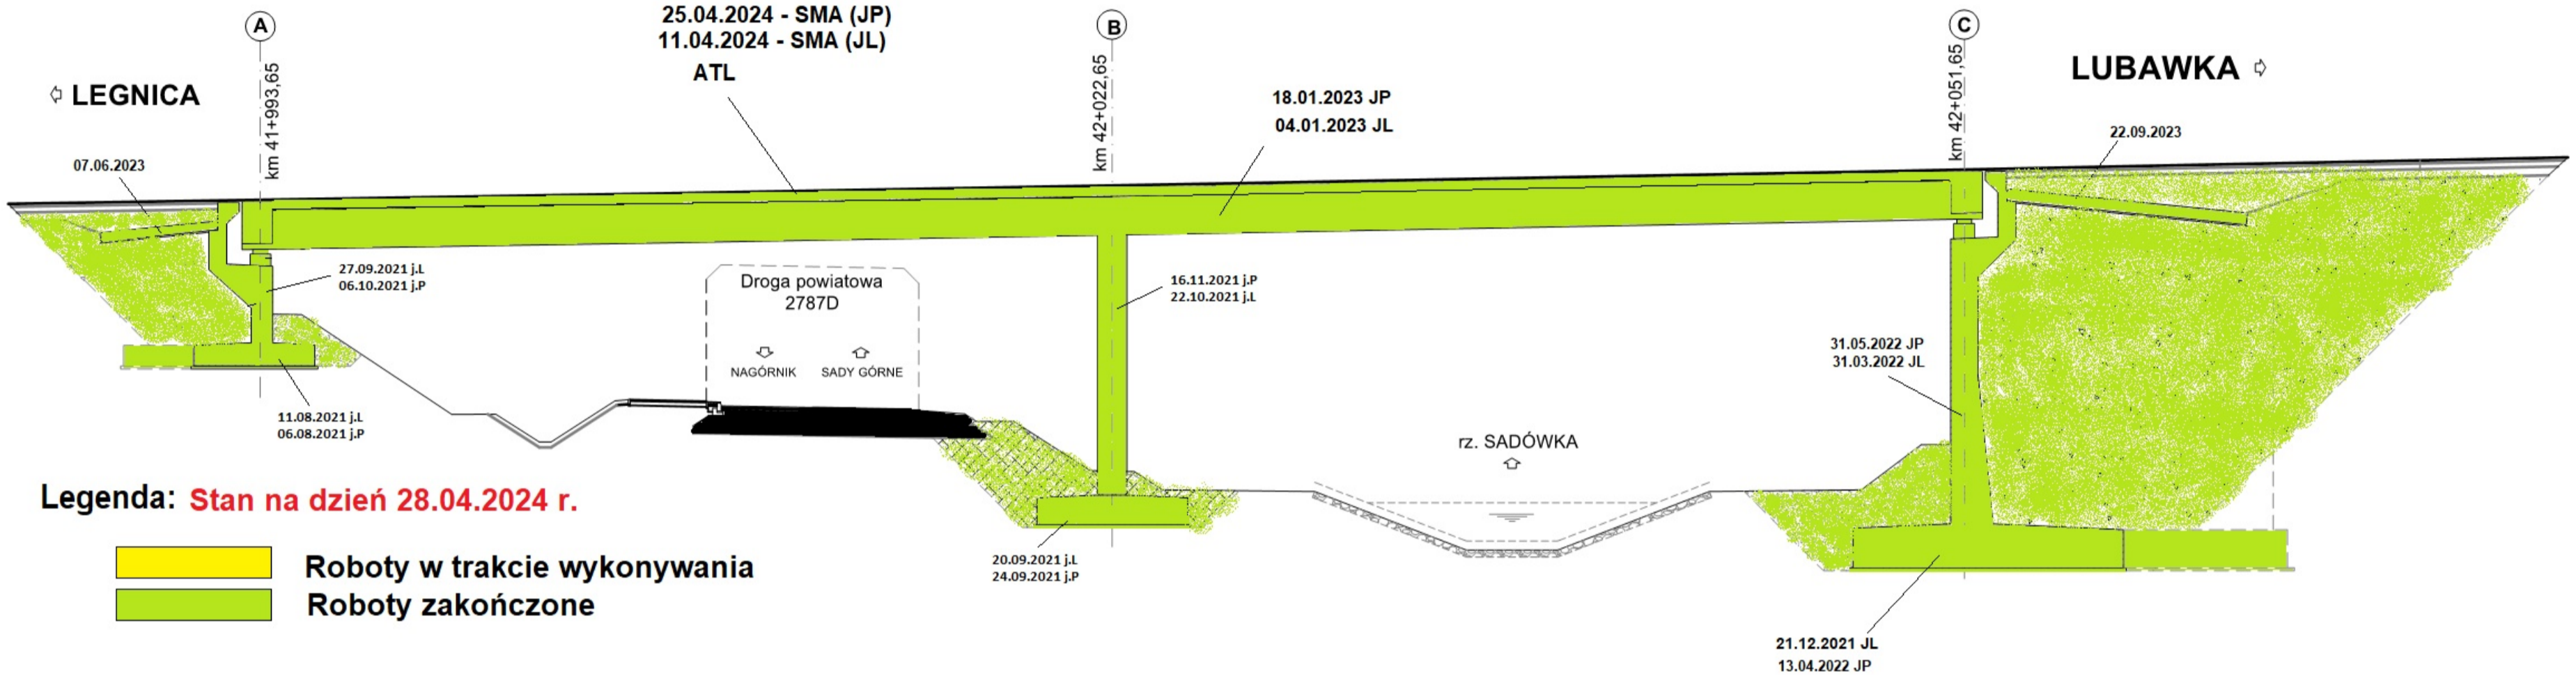 A
B
C
25.04.2024 - SMA (JP)
11.04.2024 - SMA (JL)
ATL
⇦ LEGNICA
LUBAWKA ⇨
km 41+993,65
km 42+022,65
km 42+051,65
18.01.2023 JP
04.01.2023 JL
22.09.2023
07.06.2023
27.09.2021 j.L
06.10.2021 j.P
Droga powiatowa
2787D
NAGÓRNIK
SADY GÓRNE
16.11.2021 j.P
22.10.2021 j.L
31.05.2022 JP
31.03.2022 JL
11.08.2021 j.L
06.08.2021 j.P
rz. SADÓWKA
Legenda: Stan na dzień 28.04.2024 r.
20.09.2021 j.L
24.09.2021 j.P
Roboty w trakcie wykonywania
Roboty zakończone
21.12.2021 JL
13.04.2022 JP